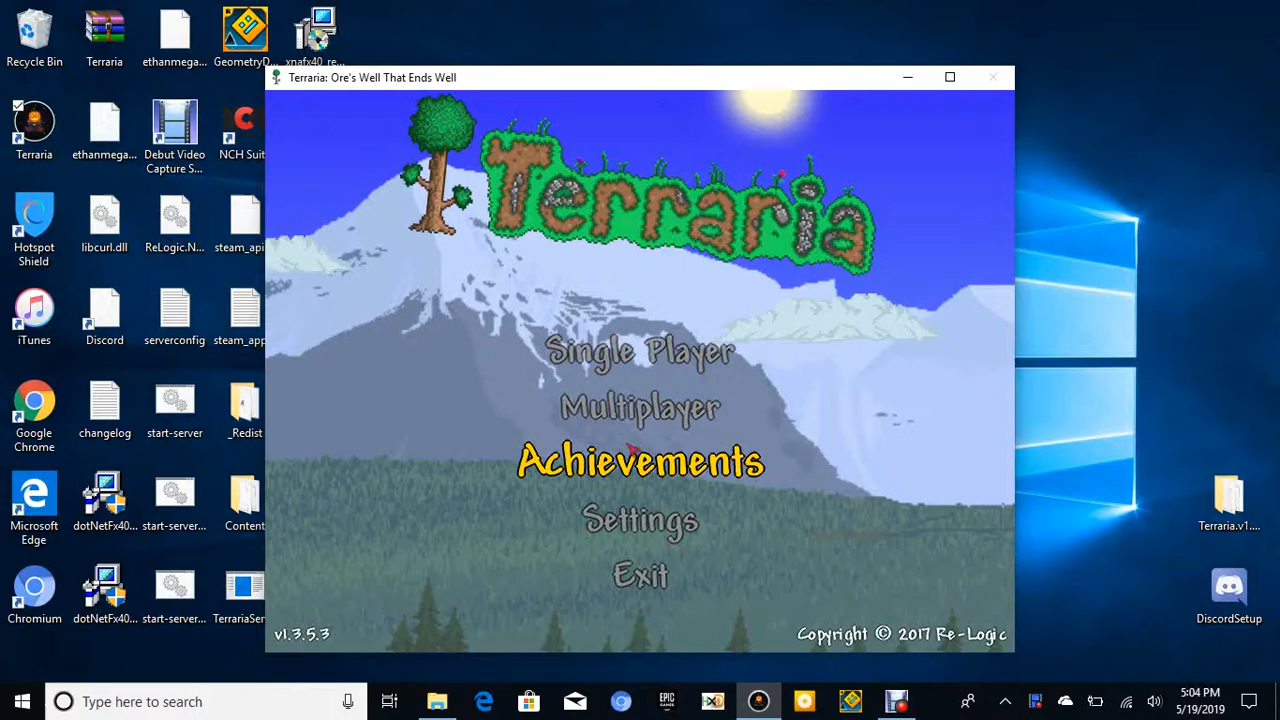 Recycle Bin
Terraria
ethanmega...
GeometryD...
xnafx40_re...
Terraria: Ore's Well That Ends Well
Terraria
Terraria
ethanmega...
Debut Video
Capture S...
NCH Suit
Hotspot
Shield
libcurl.dll
ReLogic.N...
steam_api
iTunes
Discord
serverconfig
steam_app
Single Player
Multiplayer
Achievements
Settings
Exit
Google
Chrome
changelog
start-server
_Redist
Microsoft
Edge
dotNetFx40...
start-server...
Content
Terraria.v1....
Chromium
dotNetFx40...
start-server...
TerrariaSer
DiscordSetup
v1.3.5.3
Copyright © 2017 Re-Logic
Type here to search
EPIC
GAMES
5:04 PM
5/19/2019